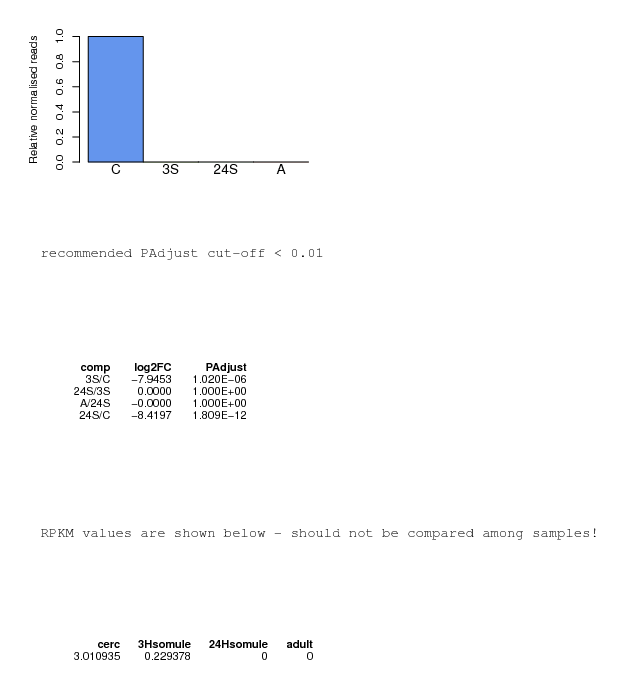 Relative normalised reads
1.0
0.8
0.6
0.4
0.2
0.0
C 3S 24S A
recommended PAdjust cut-off < 0.01
comp log2FC PAdjust
3S/C −7.9453 1.020E−06
24S/3S 0.0000 1.000E+00
A/24S −0.0000 1.000E+00
24S/C −8.4197 1.809E−12
RPKM values are shown below - should not be compared among samples!
cerc 3Hsomule 24Hsomule adult
3.010935 0.229378 0 0